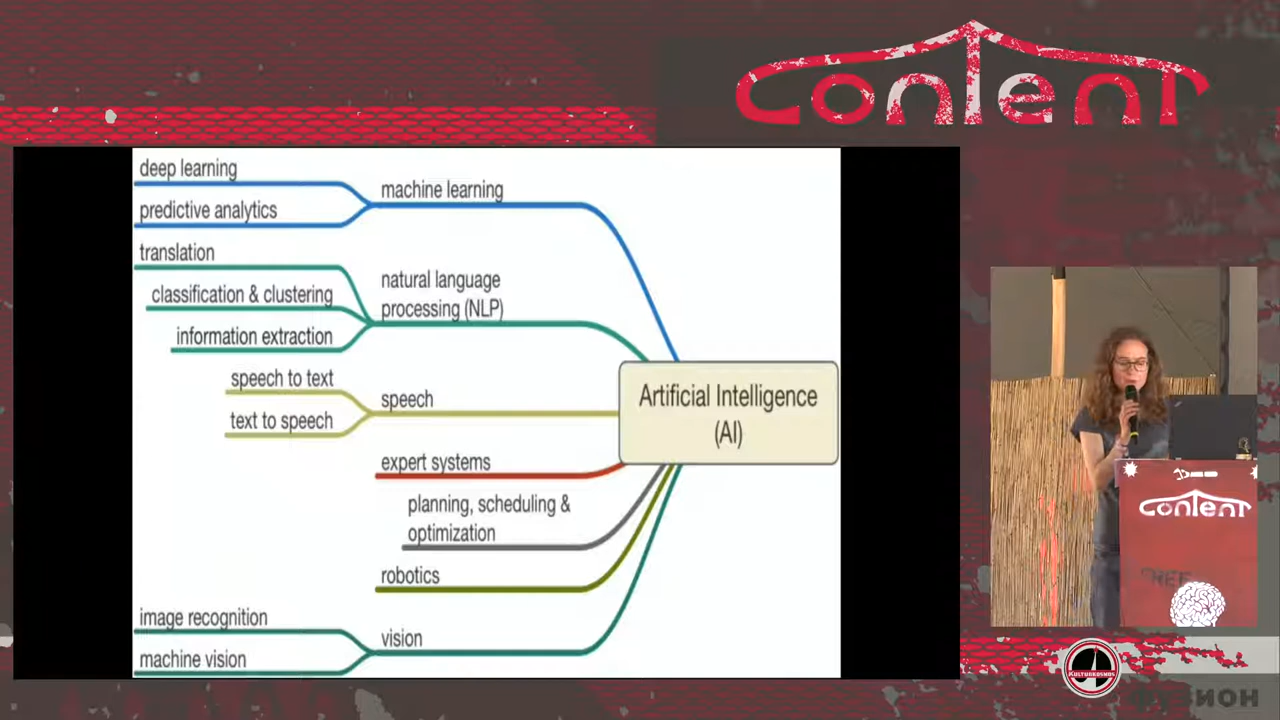 content
deep learning
machine learning
predictive analytics
translation
natural language
processing (NLP)
classification & clustering
information extraction
speech to text
speech
text to speech
Artificial Intelligence
(AI)
expert systems
planning, scheduling &
optimization
robotics
image recognition
vision
machine vision
content
KULTURKOSMOS
фузион